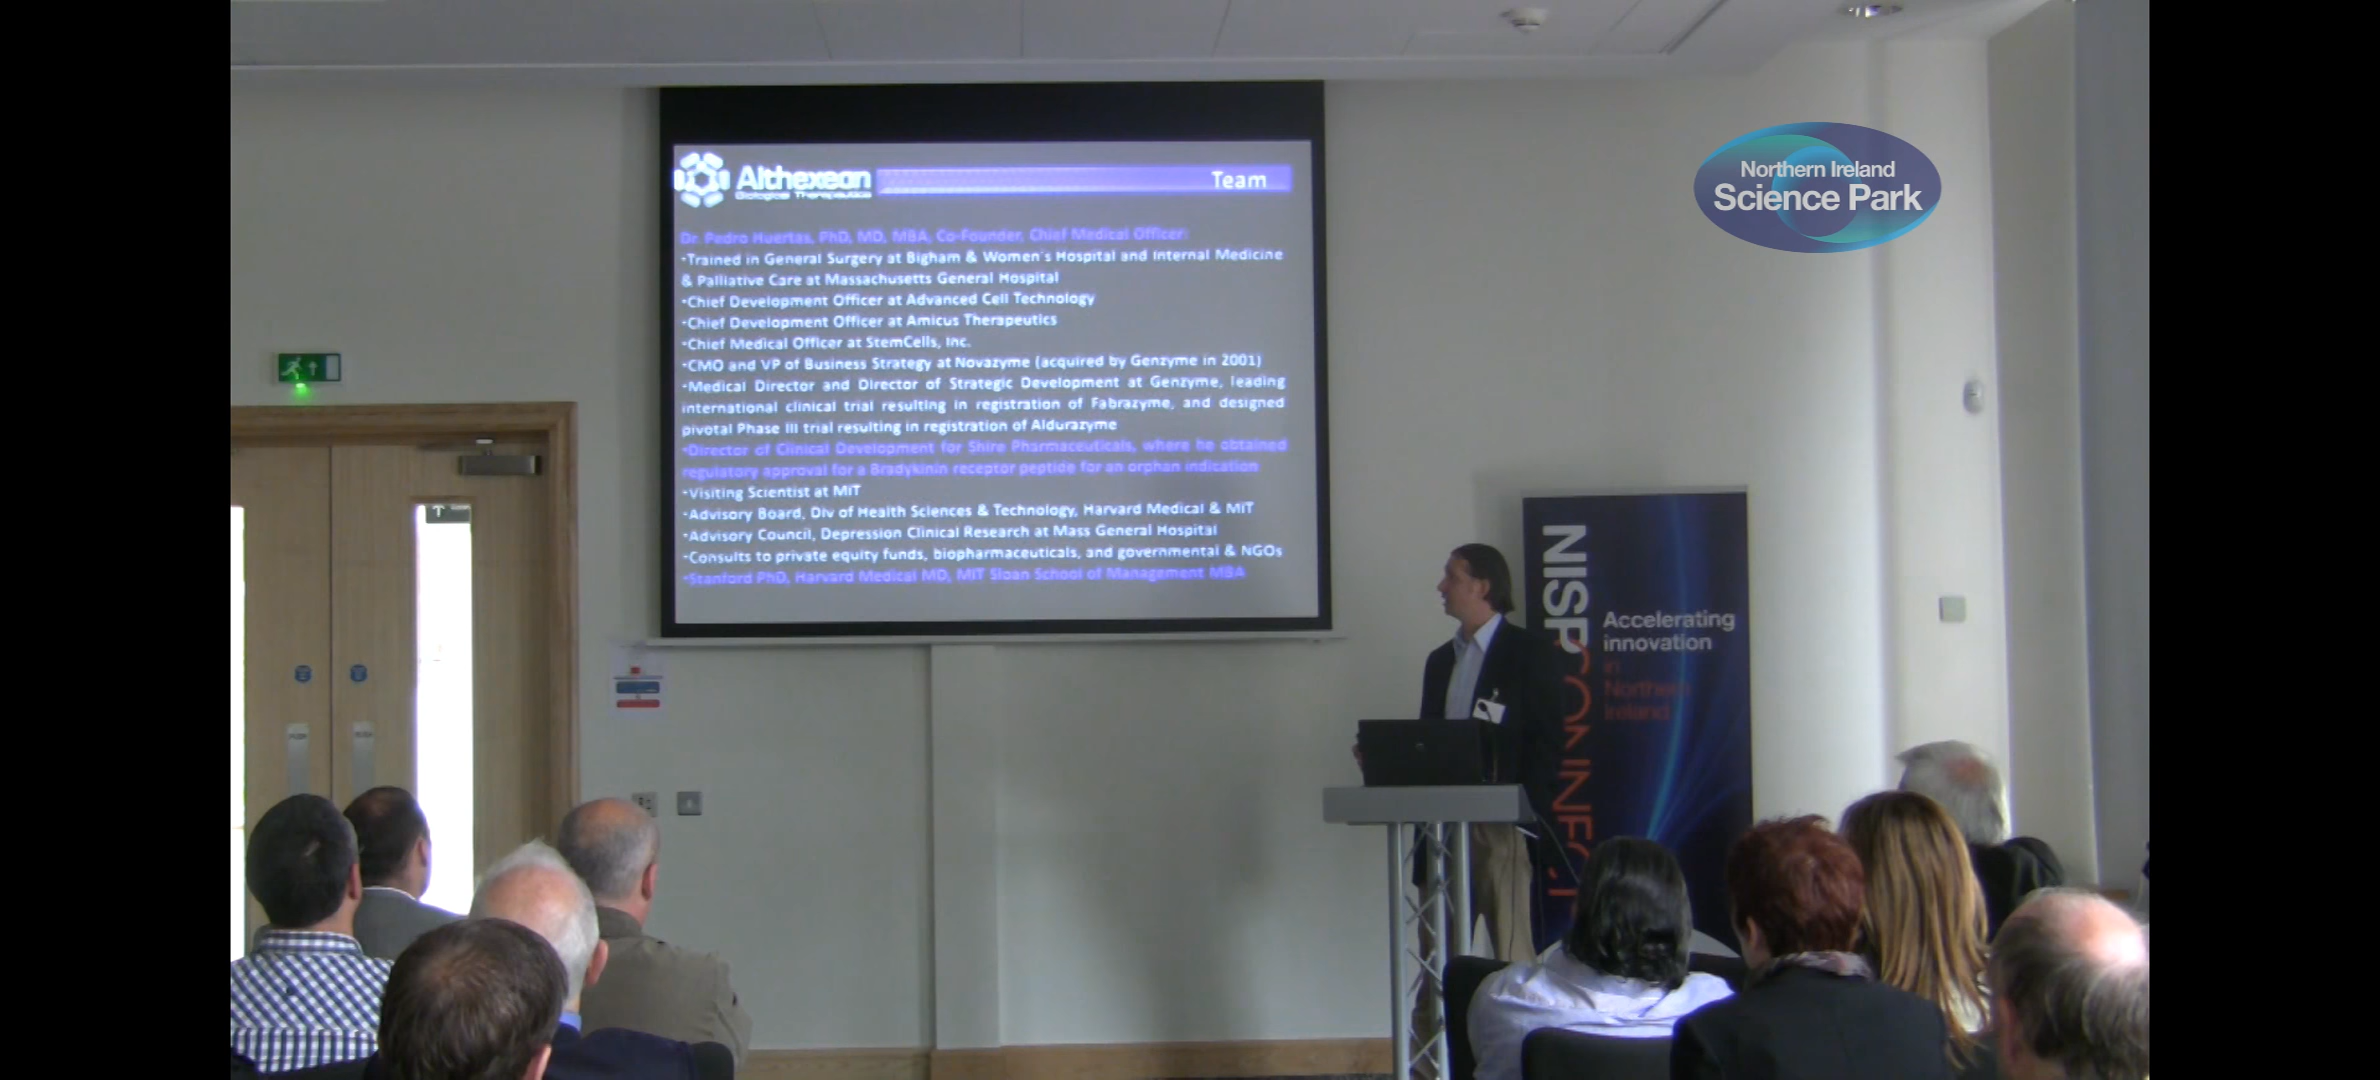 Northern Ireland
Science Park
Althexean
Biological Therapeutics
Team
Dr. Pedro Huertas, PhD, MD, MBA, Co-Founder, Chief Medical Officer:
•Trained in General Surgery at Bigham & Women's Hospital and Internal Medicine
& Palliative Care at Massachusetts General Hospital
•Chief Development Officer at Advanced Cell Technology
•Chief Development Officer at Amicus Therapeutics
•Chief Medical Officer at StemCells, Inc.
•CMO and VP of Business Strategy at Novazyme (acquired by Genzyme in 2001)
•Medical Director and Director of Strategic Development at Genzyme, leading
international clinical trial resulting in registration of Fabrazyme, and designed
pivotal Phase III trial resulting in registration of Aldurazyme
•Director of Clinical Development for Shire Pharmaceuticals, where he obtained
regulatory approval for a Bradykinin receptor peptide for an orphan indication
•Visiting Scientist at MIT
•Advisory Board, Div of Health Sciences & Technology, Harvard Medical & MIT
•Advisory Council, Depression Clinical Research at Mass General Hospital
•Consults to private equity funds, biopharmaceuticals, and governmental & NGOs
•Stanford PhD, Harvard Medical MD, MIT Sloan School of Management MBA
NISP
Accelerating
innovation
in
Northern
Ireland